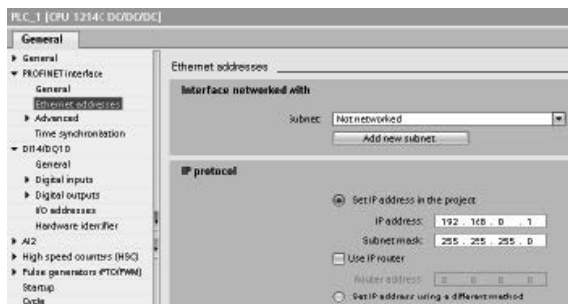 PLC_1 [CPU 1214C DC/DC/DC]
General
General
PROFINET interface
General
Ethernet addresses
Advanced
Time synchronization
DI14/DQ10
General
Digital inputs
Digital outputs
I/O addresses
Hardware identifier
AI2
High speed counters (HSC)
Pulse generators (PTO/PWM)
Startup
Cycle
Ethernet addresses
Interface networked with
Subnet: Not networked
Add new subnet
IP protocol
Set IP address in the project
IP address: 192 . 168 . 0 . 1
Subnet mask: 255 . 255 . 255 . 0
Use IP router
Router address: 0 . 0 . 0 . 0
Set IP address using a different method